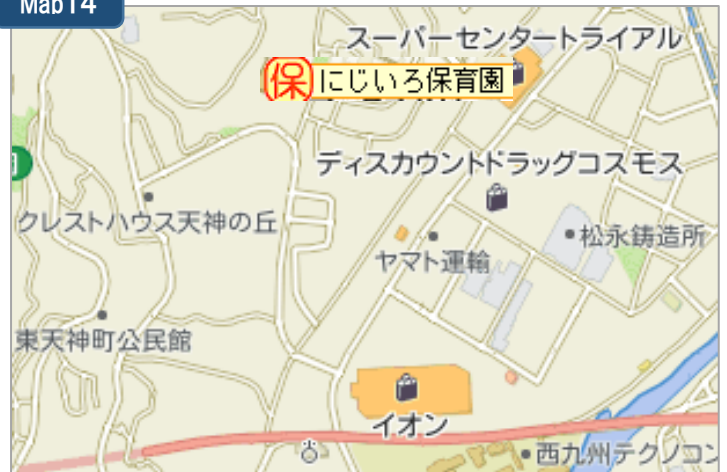 Map14
スーパーセンタートライアル
保 にじいろ保育園
ディスカウントドラッグコスモス
クレストハウス天神の丘
松永鋳造所
ヤマト運輸
東天神町公民館
イオン
西九州テクノコン